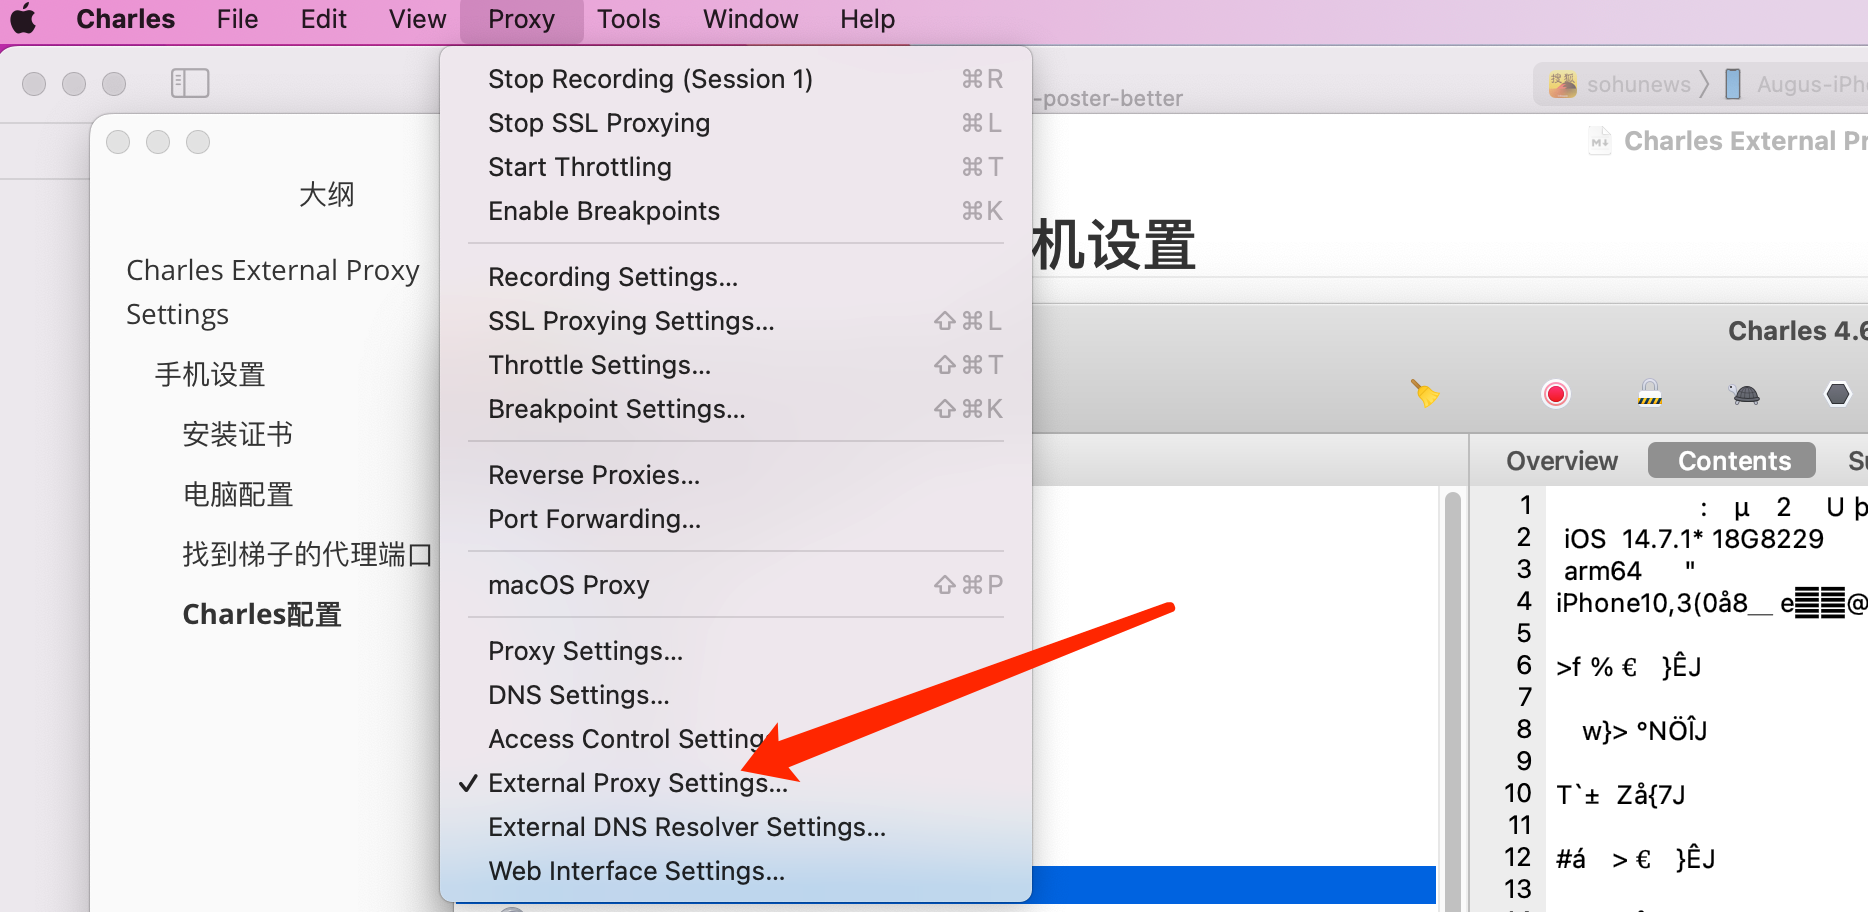 Charles File Edit View Proxy Tools Window Help
-poster-better
sohunews Augus-iPh
大纲
Charles External Proxy
Settings
手机设置
安装证书
电脑配置
找到梯子的代理端口
Charles配置
Stop Recording (Session 1) ⌘R
Stop SSL Proxying ⌘L
Start Throttling ⌘T
Enable Breakpoints ⌘K
Recording Settings...
SSL Proxying Settings... ⇧⌘L
Throttle Settings... ⇧⌘T
Breakpoint Settings... ⇧⌘K
Reverse Proxies...
Port Forwarding...
macOS Proxy ⇧⌘P
Proxy Settings...
DNS Settings...
Access Control Setting
✓ External Proxy Settings...
External DNS Resolver Settings...
Web Interface Settings...
Charles External Pr
机设置
Charles 4.6
Overview Contents Su
1 : µ 2 U þ
2 iOS 14.7.1* 18G8229
3 arm64 "
4 iPhone10,3(0å8__ e @
5
6 >f % € }ÊJ
7
8 w}> °NÖÎJ
9
10 T`± Zå{7J
11
12 #á > € }ÊJ
13